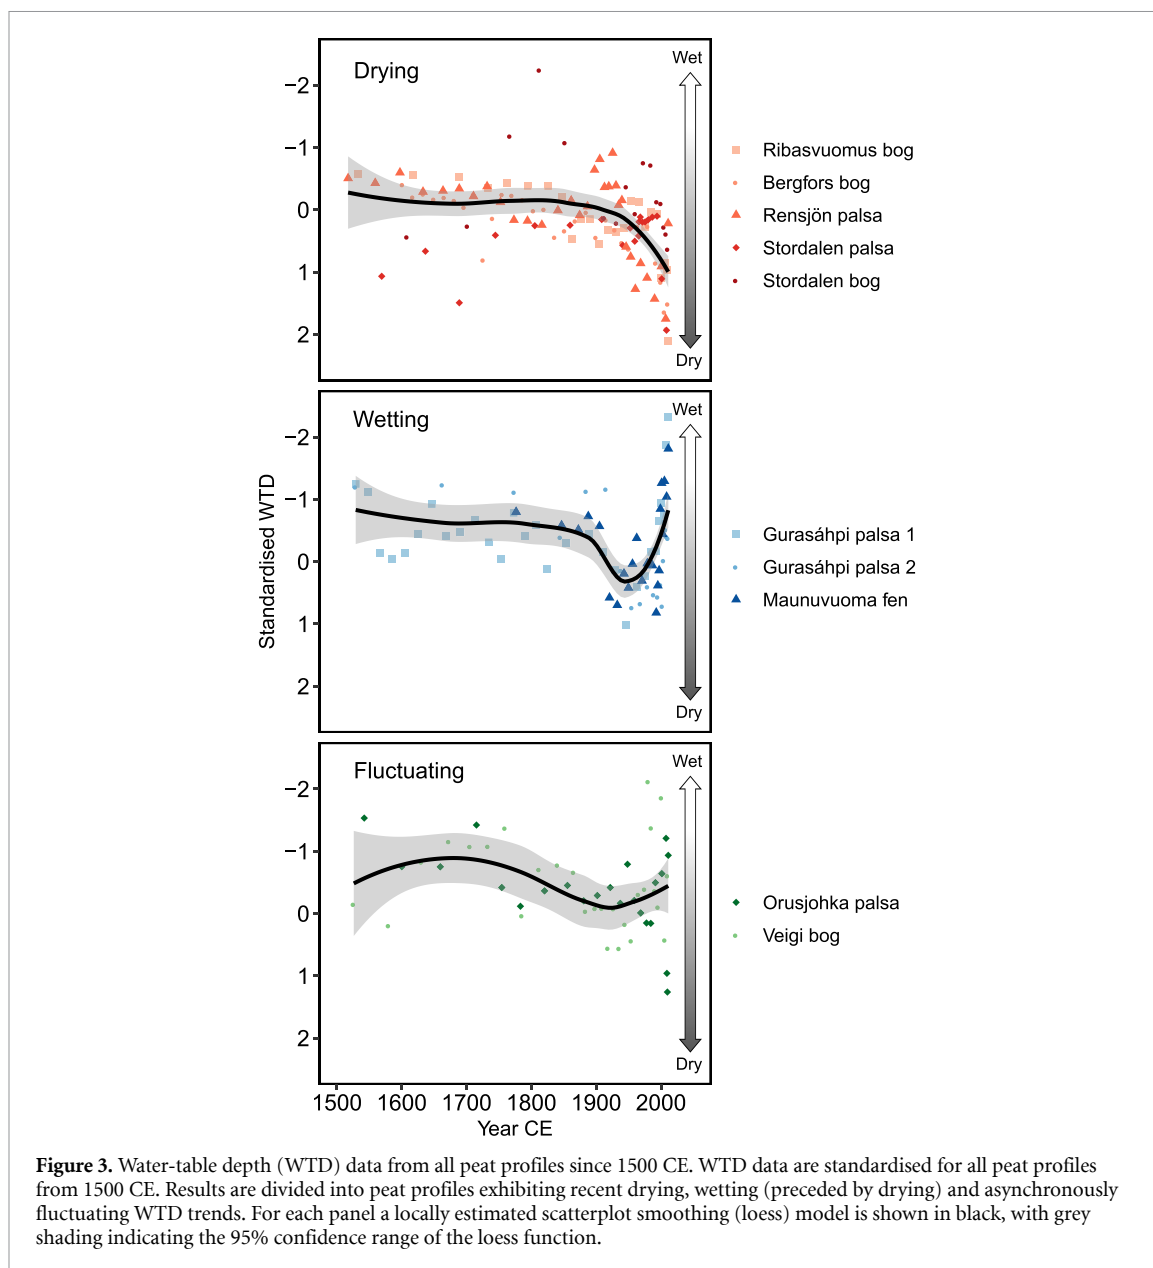 Drying
Wet
−2
−1
0
1
2
Dry
Ribasvuomus bog
Bergfors bog
Rensjön palsa
Stordalen palsa
Stordalen bog
Wetting
Wet
−2
−1
0
1
2
Dry
Standardised WTD
Gurasáhpi palsa 1
Gurasáhpi palsa 2
Maunuvuoma fen
Fluctuating
Wet
−2
−1
0
1
2
Dry
Orusjohka palsa
Veigi bog
1500 1600 1700 1800 1900 2000
Year CE
Figure 3. Water-table depth (WTD) data from all peat profiles since 1500 CE. WTD data are standardised for all peat profiles
from 1500 CE. Results are divided into peat profiles exhibiting recent drying, wetting (preceded by drying) and asynchronously
fluctuating WTD trends. For each panel a locally estimated scatterplot smoothing (loess) model is shown in black, with grey
shading indicating the 95% confidence range of the loess function.